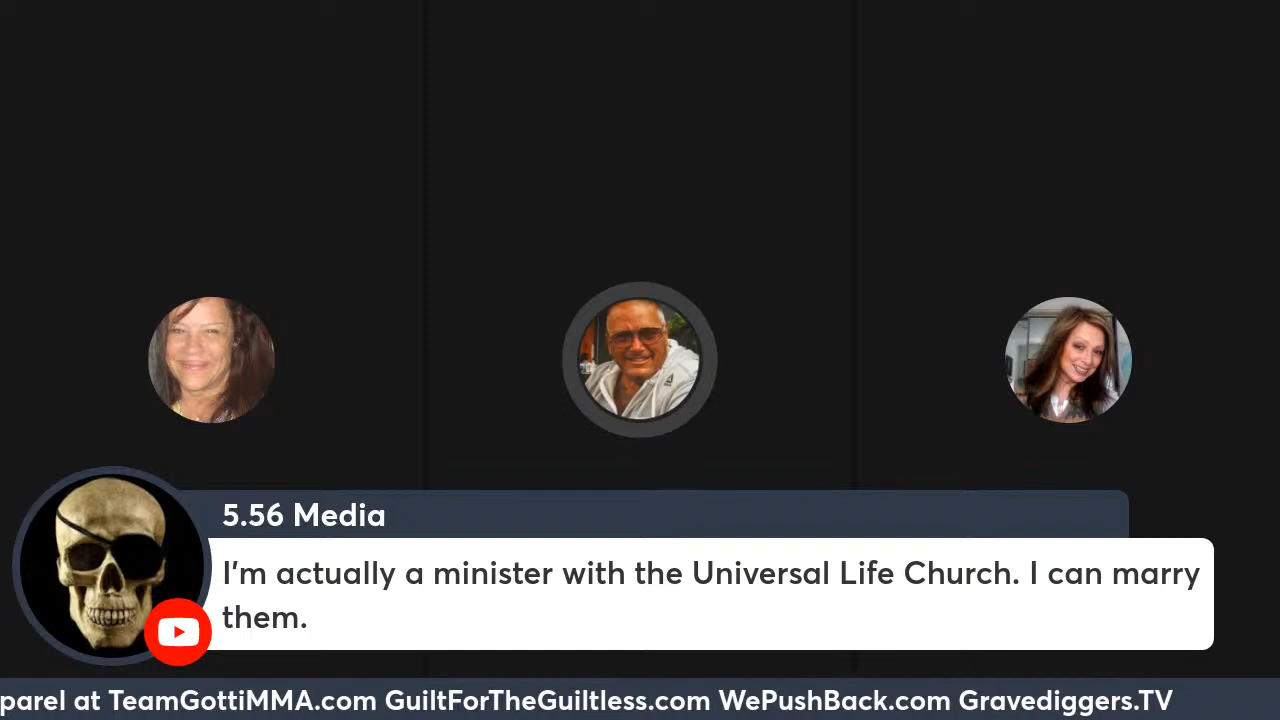 5.56 Media
I'm actually a minister with the Universal Life Church. I can marry
them.
parel at TeamGottiMMA.com GuiltForTheGuiltless.com WePushBack.com Gravediggers.TV